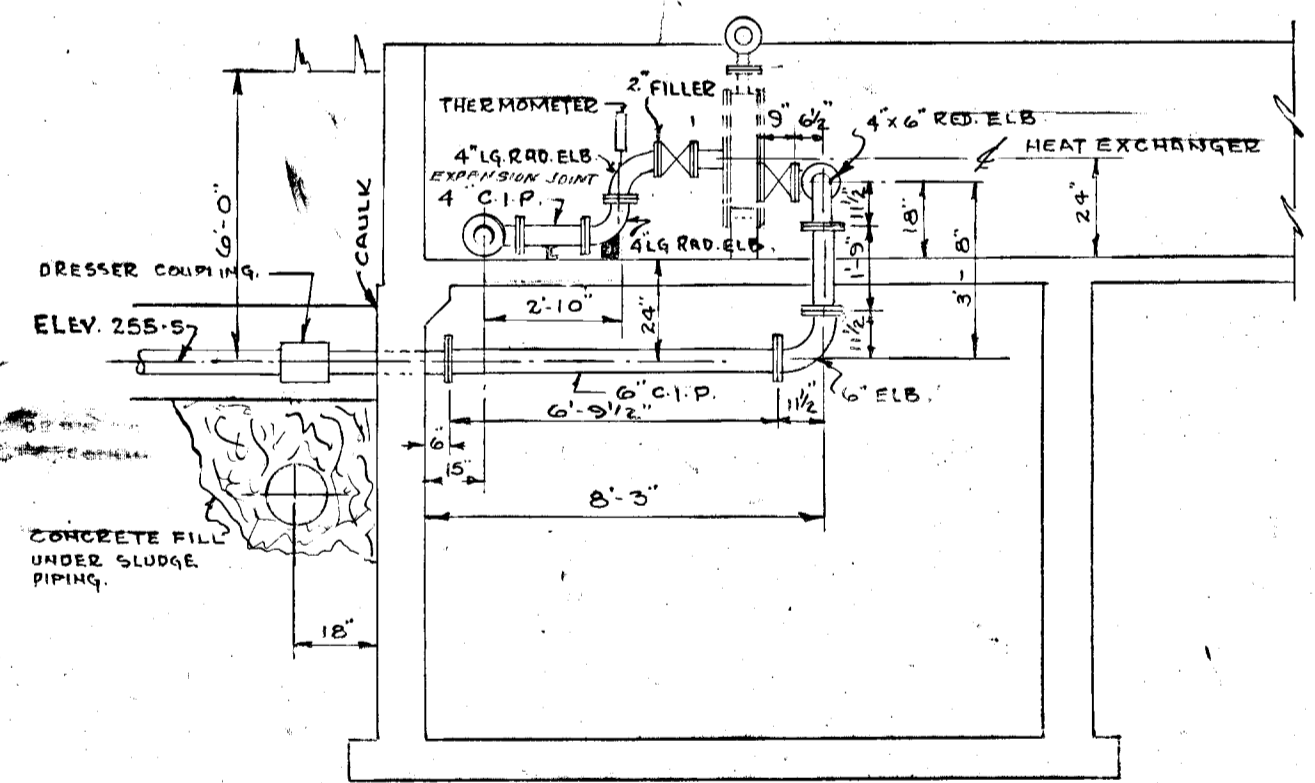 2" FILLER
THERMOMETER
9"
6½"
4"x6" RED. ELB.
4" LG. RAD. ELB
EXPANSION JOINT
4" C.I.P.
4" LG RAD. ELB.
℄ HEAT EXCHANGER
6'-0"
CAULK
11½"
18"
24"
1'-9"
3'-8"
11½"
DRESSER COUPLING.
2'-10"
24"
ELEV. 255.5
6" C.I.P.
6" ELB.
6'-9½"
11½"
6"
15"
8'-3"
CONCRETE FILL
UNDER SLUDGE
PIPING.
18"